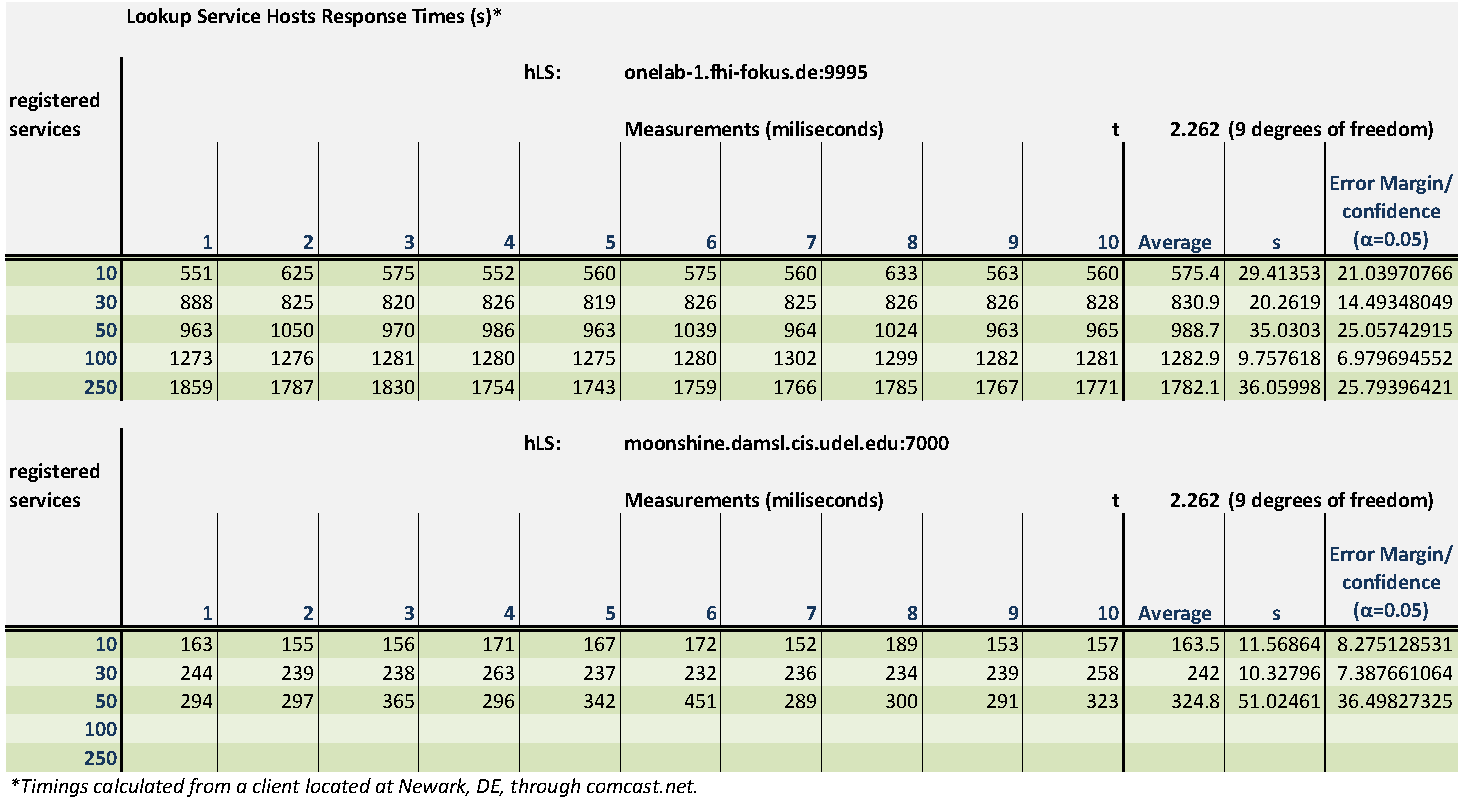 Lookup Service Hosts Response Times (s)*
hLS: onelab-1.fhi-fokus.de:9995
registered
services Measurements (miliseconds) t 2.262 (9 degrees of freedom)
1 2 3 4 5 6 7 8 9 10 Average s Error Margin/
confidence
(α=0.05)
10 551 625 575 552 560 575 560 633 563 560 575.4 29.41353 21.03970766
30 888 825 820 826 819 826 825 826 826 828 830.9 20.2619 14.49348049
50 963 1050 970 986 963 1039 964 1024 963 965 988.7 35.0303 25.05742915
100 1273 1276 1281 1280 1275 1280 1302 1299 1282 1281 1282.9 9.757618 6.979694552
250 1859 1787 1830 1754 1743 1759 1766 1785 1767 1771 1782.1 36.05998 25.79396421
hLS: moonshine.damsl.cis.udel.edu:7000
registered
services Measurements (miliseconds) t 2.262 (9 degrees of freedom)
1 2 3 4 5 6 7 8 9 10 Average s Error Margin/
confidence
(α=0.05)
10 163 155 156 171 167 172 152 189 153 157 163.5 11.56864 8.275128531
30 244 239 238 263 237 232 236 234 239 258 242 10.32796 7.387661064
50 294 297 365 296 342 451 289 300 291 323 324.8 51.02461 36.49827325
100
250
*Timings calculated from a client located at Newark, DE, through comcast.net.